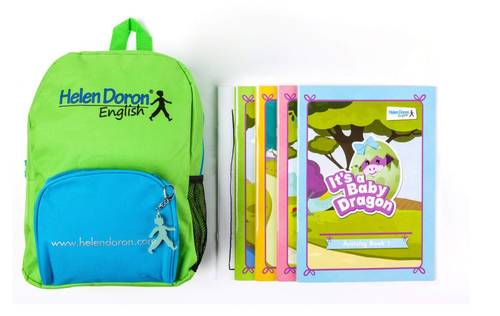 Helen Doron®
English
www.helendoron.com
Helen Doron
English
It's a
Baby
Dragon
Activity Book 1